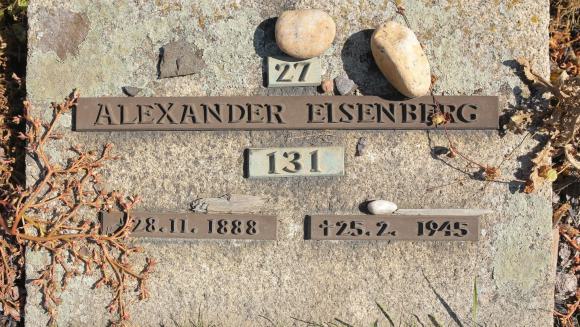 27
ALEXANDER EISENBERG
131
*28.11.1888 †25.2. 1945